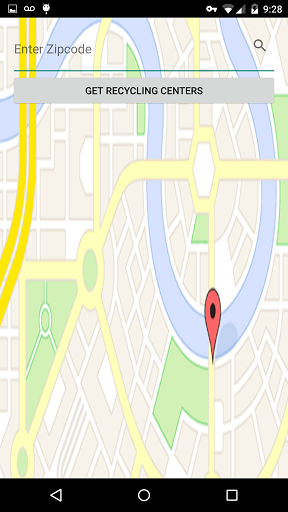 9:28
Enter Zipcode
GET RECYCLING CENTERS